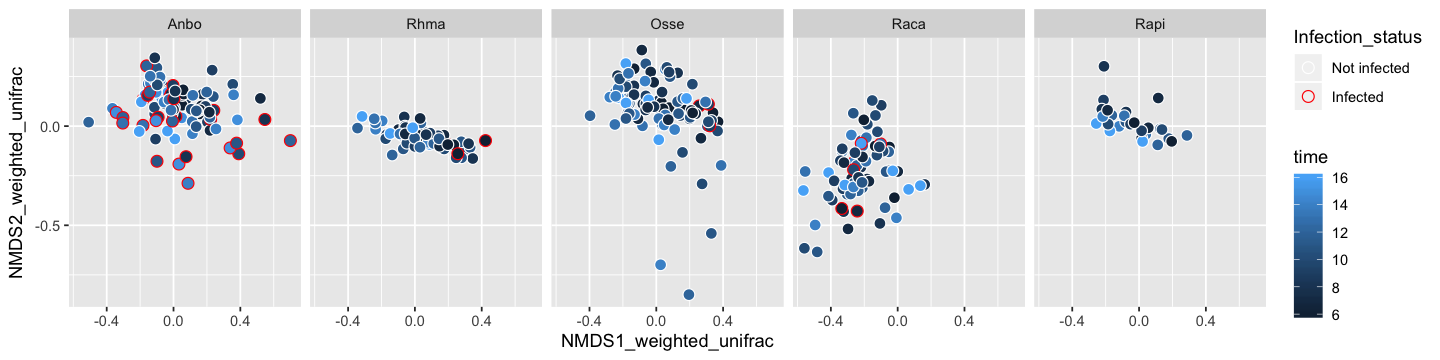 Anbo Rhma Osse Raca Rapi
NMDS2_weighted_unifrac
0.0
-0.5
-0.4 0.0 0.4 -0.4 0.0 0.4 -0.4 0.0 0.4 -0.4 0.0 0.4 -0.4 0.0 0.4
NMDS1_weighted_unifrac
Infection_status
Not infected
Infected
time
16
14
12
10
8
6